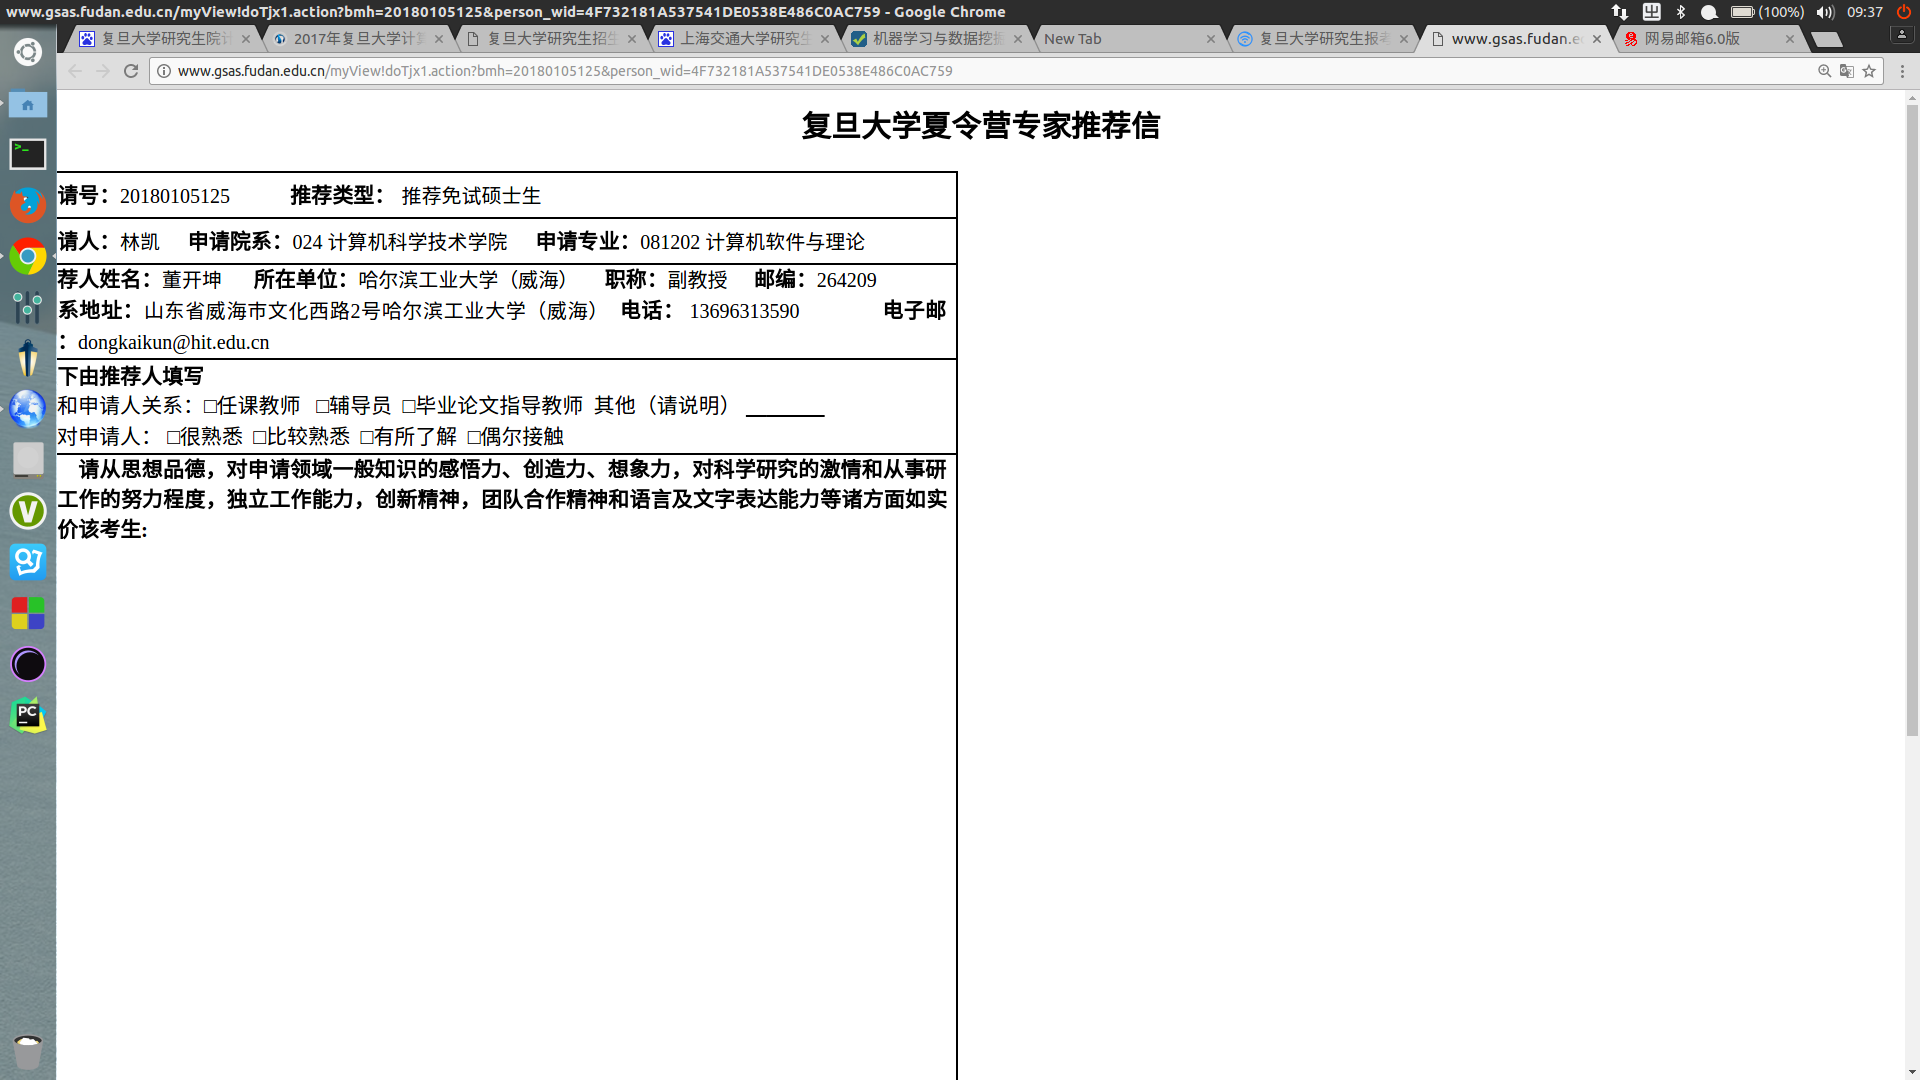 www.gsas.fudan.edu.cn/myView!doTjx1.action?bmh=20180105125&person_wid=4F732181A537541DE0538E486C0AC759 - Google Chrome
(100%) 09:37
复旦大学研究生院计
2017年复旦大学计算
复旦大学研究生招生
上海交通大学研究生
机器学习与数据挖掘
New Tab
复旦大学研究生报考
www.gsas.fudan.e
网易邮箱6.0版
www.gsas.fudan.edu.cn/myView!doTjx1.action?bmh=20180105125&person_wid=4F732181A537541DE0538E486C0AC759
复旦大学夏令营专家推荐信
请号：20180105125 推荐类型： 推荐免试硕士生
请人：林凯 申请院系：024 计算机科学技术学院 申请专业：081202 计算机软件与理论
荐人姓名：董开坤 所在单位：哈尔滨工业大学（威海） 职称：副教授 邮编：264209
系地址：山东省威海市文化西路2号哈尔滨工业大学（威海） 电话： 13696313590 电子邮
：dongkaikun@hit.edu.cn
下由推荐人填写
和申请人关系：□任课教师 □辅导员 □毕业论文指导教师 其他（请说明）
对申请人： □很熟悉 □比较熟悉 □有所了解 □偶尔接触
请从思想品德，对申请领域一般知识的感悟力、创造力、想象力，对科学研究的激情和从事研
工作的努力程度，独立工作能力，创新精神，团队合作精神和语言及文字表达能力等诸方面如实
价该考生:
PC